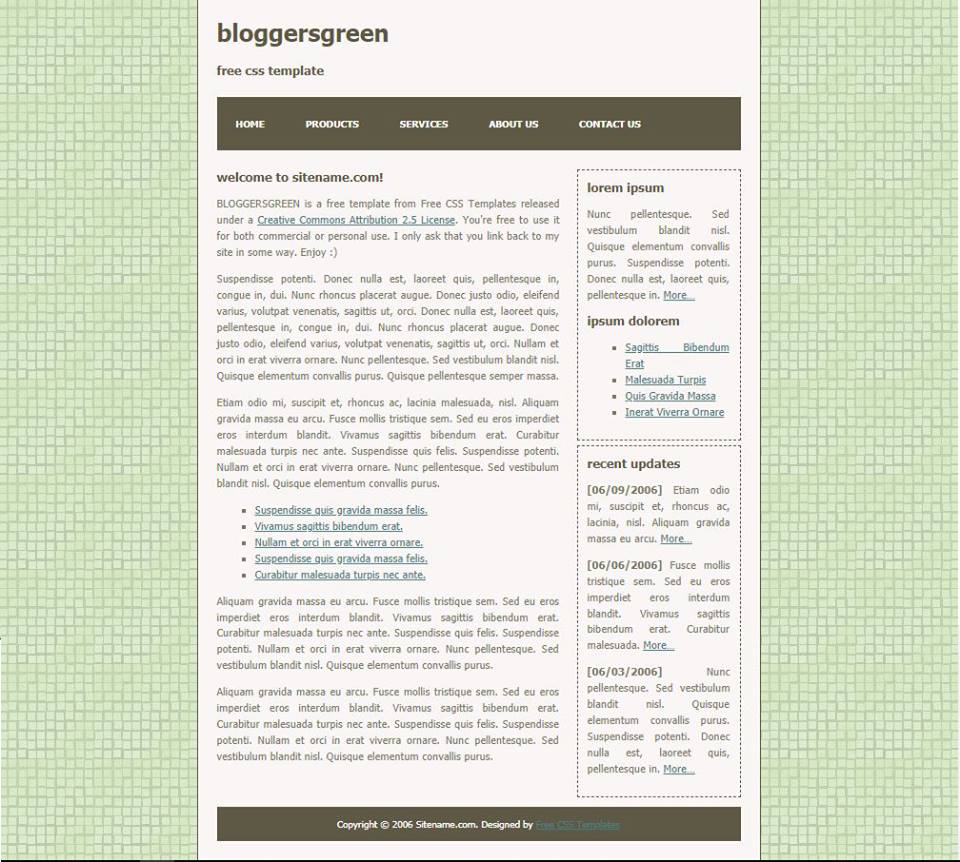 bloggersgreen
free css template
HOME PRODUCTS SERVICES ABOUT US CONTACT US
welcome to sitename.com!
BLOGGERSGREEN is a free template from Free CSS Templates released
under a Creative Commons Attribution 2.5 License. You're free to use it
for both commercial or personal use. I only ask that you link back to my
site in some way. Enjoy :)
Suspendisse potenti. Donec nulla est, laoreet quis, pellentesque in,
congue in, dui. Nunc rhoncus placerat augue. Donec justo odio, eleifend
varius, volutpat venenatis, sagittis ut, orci. Donec nulla est, laoreet quis,
pellentesque in, congue in, dui. Nunc rhoncus placerat augue. Donec
justo odio, eleifend varius, volutpat venenatis, sagittis ut, orci. Nullam et
orci in erat viverra ornare. Nunc pellentesque. Sed vestibulum blandit nisl.
Quisque elementum convallis purus. Quisque pellentesque semper massa.
Etiam odio mi, suscipit et, rhoncus ac, lacinia malesuada, nisl. Aliquam
gravida massa eu arcu. Fusce mollis tristique sem. Sed eu eros imperdiet
eros interdum blandit. Vivamus sagittis bibendum erat. Curabitur
malesuada turpis nec ante. Suspendisse quis felis. Suspendisse potenti.
Nullam et orci in erat viverra ornare. Nunc pellentesque. Sed vestibulum
blandit nisl. Quisque elementum convallis purus.
Suspendisse quis gravida massa felis.
Vivamus sagittis bibendum erat.
Nullam et orci in erat viverra ornare.
Suspendisse quis gravida massa felis.
Curabitur malesuada turpis nec ante.
Aliquam gravida massa eu arcu. Fusce mollis tristique sem. Sed eu eros
imperdiet eros interdum blandit. Vivamus sagittis bibendum erat.
Curabitur malesuada turpis nec ante. Suspendisse quis felis. Suspendisse
potenti. Nullam et orci in erat viverra ornare. Nunc pellentesque. Sed
vestibulum blandit nisl. Quisque elementum convallis purus.
Aliquam gravida massa eu arcu. Fusce mollis tristique sem. Sed eu eros
imperdiet eros interdum blandit. Vivamus sagittis bibendum erat.
Curabitur malesuada turpis nec ante. Suspendisse quis felis. Suspendisse
potenti. Nullam et orci in erat viverra ornare. Nunc pellentesque. Sed
vestibulum blandit nisl. Quisque elementum convallis purus.
lorem ipsum
Nunc pellentesque. Sed
vestibulum blandit nisl.
Quisque elementum convallis
purus. Suspendisse potenti.
Donec nulla est, laoreet quis,
pellentesque in. More...
ipsum dolorem
Sagittis Bibendum
Erat
Malesuada Turpis
Quis Gravida Massa
Inerat Viverra Ornare
recent updates
[06/09/2006] Etiam odio
mi, suscipit et, rhoncus ac,
lacinia, nisl. Aliquam gravida
massa eu arcu. More...
[06/06/2006] Fusce mollis
tristique sem. Sed eu eros
imperdiet eros interdum
blandit. Vivamus sagittis
bibendum erat. Curabitur
malesuada. More...
[06/03/2006] Nunc
pellentesque. Sed vestibulum
blandit nisl. Quisque
elementum convallis purus.
Suspendisse potenti. Donec
nulla est, laoreet quis,
pellentesque in. More...
Copyright © 2006 Sitename.com. Designed by Free CSS Templates